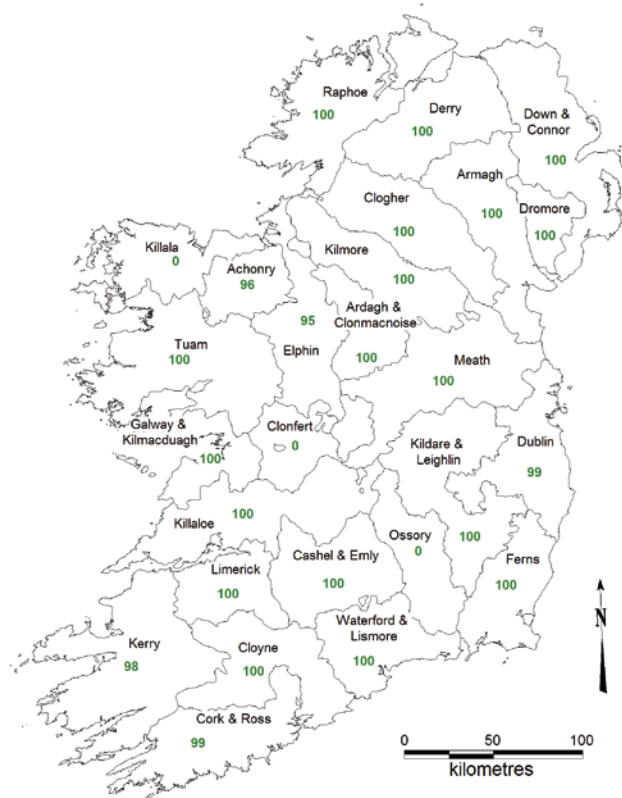 Raphoe
100
Derry
100
Down &
Connor
100
Armagh
100
Dromore
100
Clogher
100
Killala
0
Achonry
96
Kilmore
100
95
Elphin
Ardagh &
Clonmacnoise
100
Tuam
100
Meath
100
Galway &
Kilmacduagh
100
Clonfert
0
Kildare &
Leighlin
100
Dublin
99
Killaloe
100
Ossory
0
Cashel & Emly
100
Limerick
100
Ferns
100
Waterford &
Lismore
100
Kerry
98
Cloyne
100
Cork & Ross
99
N
0 50 100
kilometres